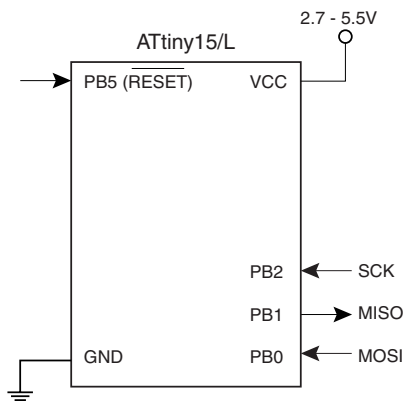 2.7 - 5.5V
ATtiny15/L
PB5 (RESET) VCC
PB2 SCK
PB1 MISO
GND PB0 MOSI